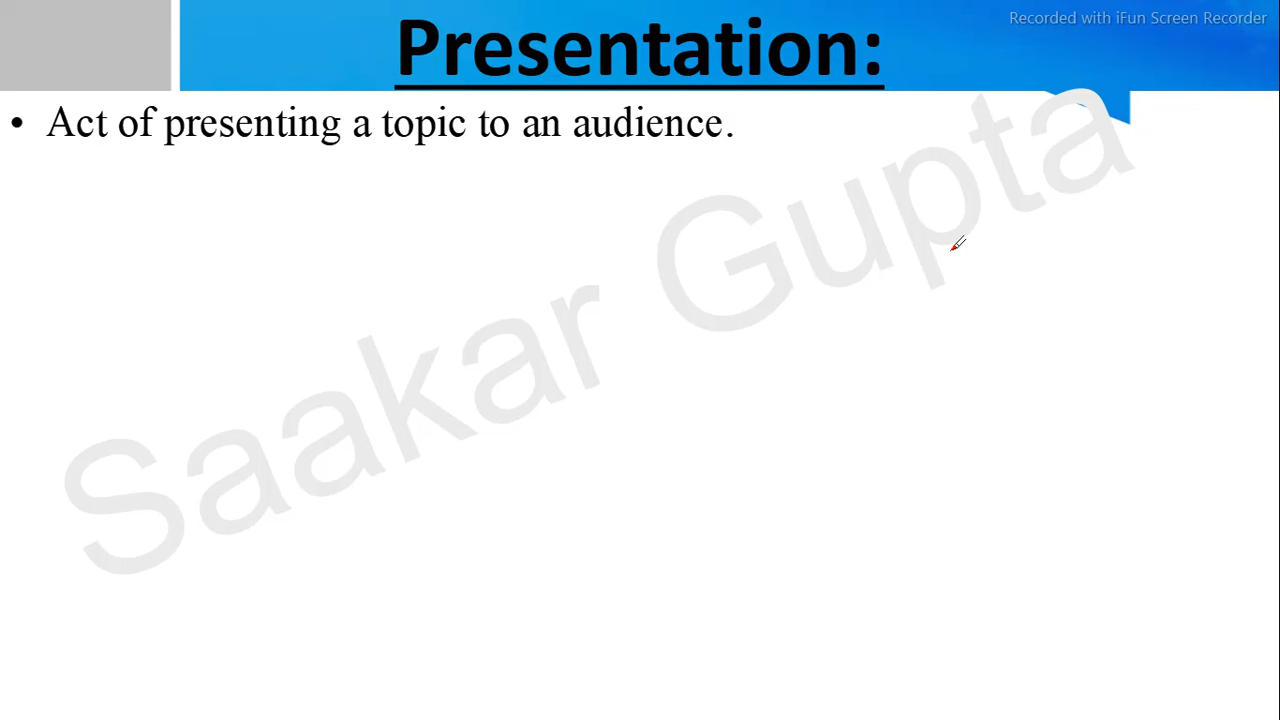 Recorded with iFun Screen Recorder
Presentation:
• Act of presenting a topic to an audience.
Saakar Gupta